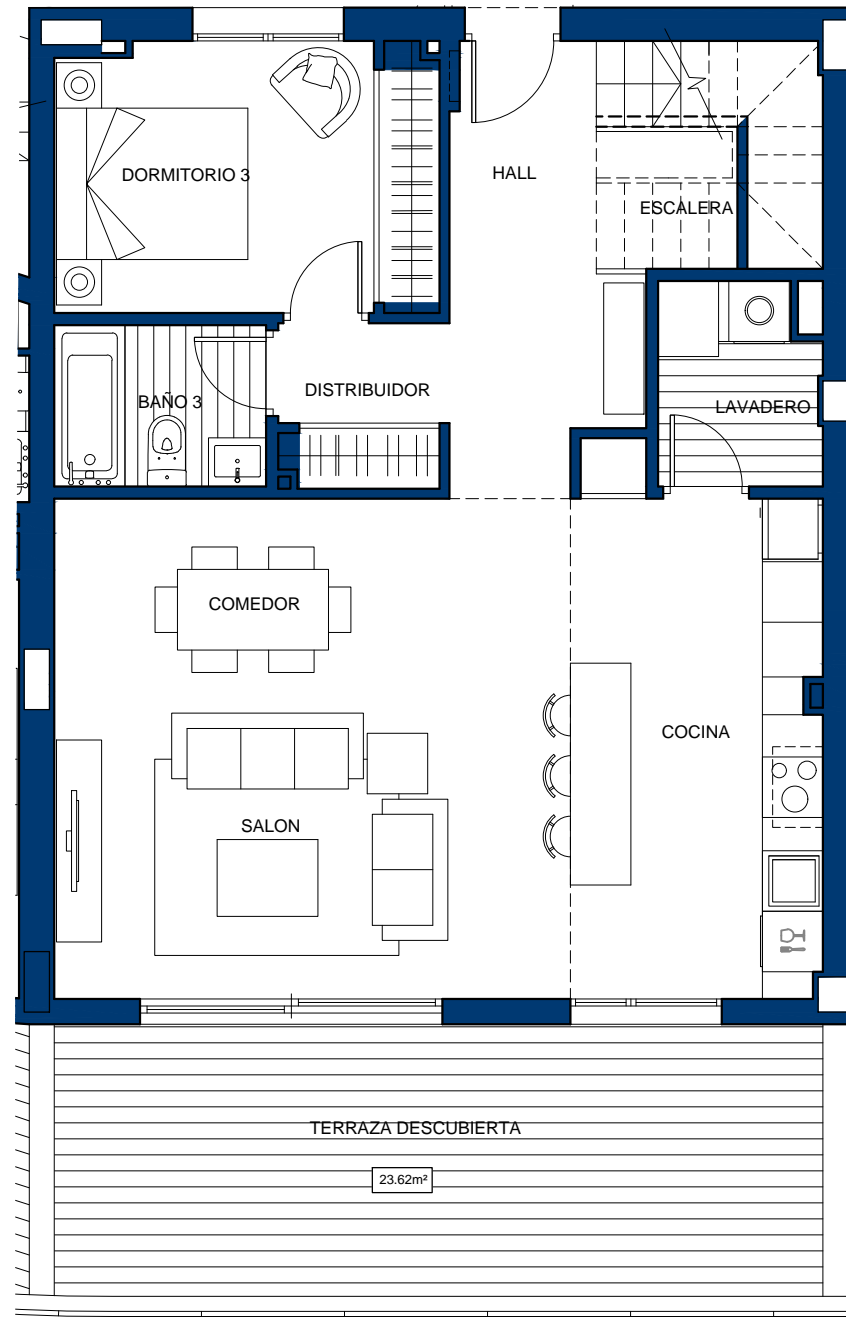 DORMITORIO 3
HALL
ESCALERA
DISTRIBUIDOR
BAÑO 3
LAVADERO
COMEDOR
COCINA
SALON
TERRAZA DESCUBIERTA
23.62m²